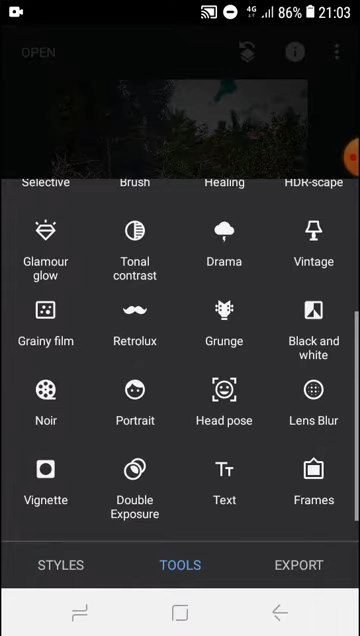 4G 86% 21:03
OPEN
Selective Brush Healing HDR-scape
Glamour glow Tonal contrast Drama Vintage
Grainy film Retrolux Grunge Black and white
Noir Portrait Head pose Lens Blur
Vignette Double Exposure Tt Text Frames
STYLES TOOLS EXPORT